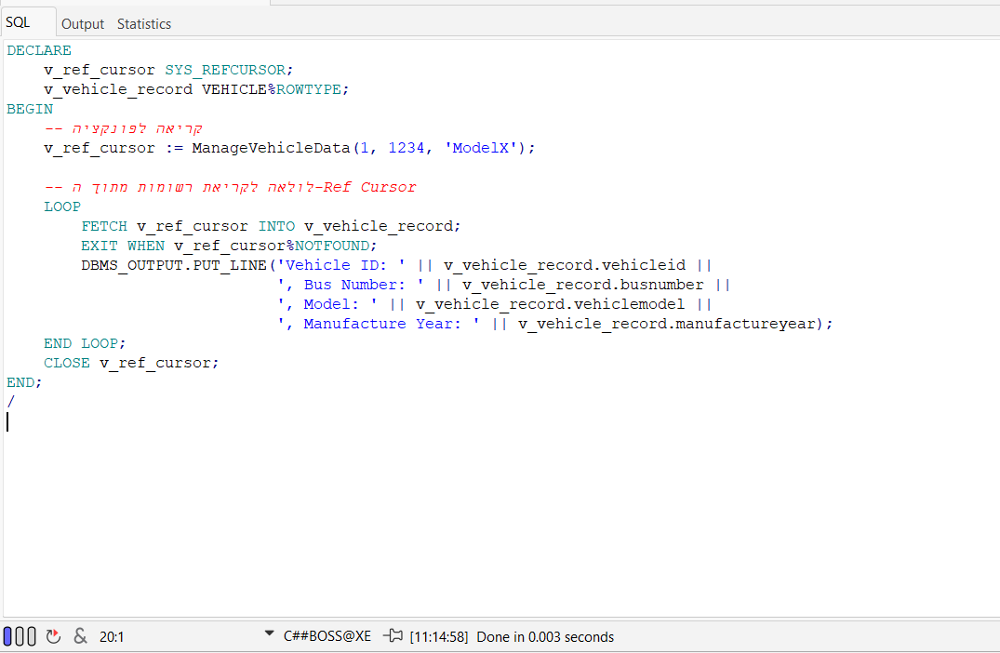 SQL Output Statistics
DECLARE
    v_ref_cursor SYS_REFCURSOR;
    v_vehicle_record VEHICLE%ROWTYPE;
BEGIN
    -- קריאה לפונקציה
    v_ref_cursor := ManageVehicleData(1, 1234, 'ModelX');
    -- לולאה לקריאת רשומות מתוך ה-Ref Cursor
    LOOP
        FETCH v_ref_cursor INTO v_vehicle_record;
        EXIT WHEN v_ref_cursor%NOTFOUND;
        DBMS_OUTPUT.PUT_LINE('Vehicle ID: ' || v_vehicle_record.vehicleid ||
                             ', Bus Number: ' || v_vehicle_record.busnumber ||
                             ', Model: ' || v_vehicle_record.vehiclemodel ||
                             ', Manufacture Year: ' || v_vehicle_record.manufactureyear);
    END LOOP;
    CLOSE v_ref_cursor;
END;
/
& 20:1 C##BOSS@XE [11:14:58] Done in 0.003 seconds